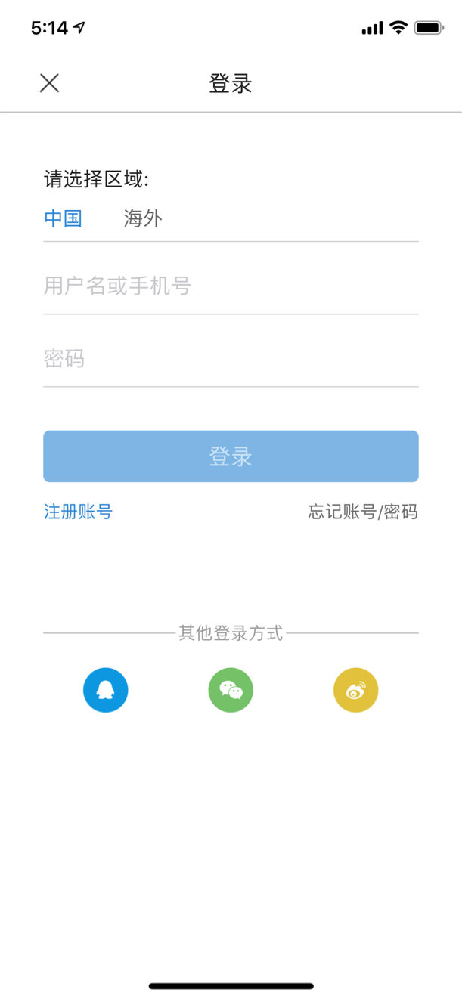 5:14
登录
请选择区域:
中国 海外
用户名或手机号
密码
登录
注册账号 忘记账号/密码
其他登录方式